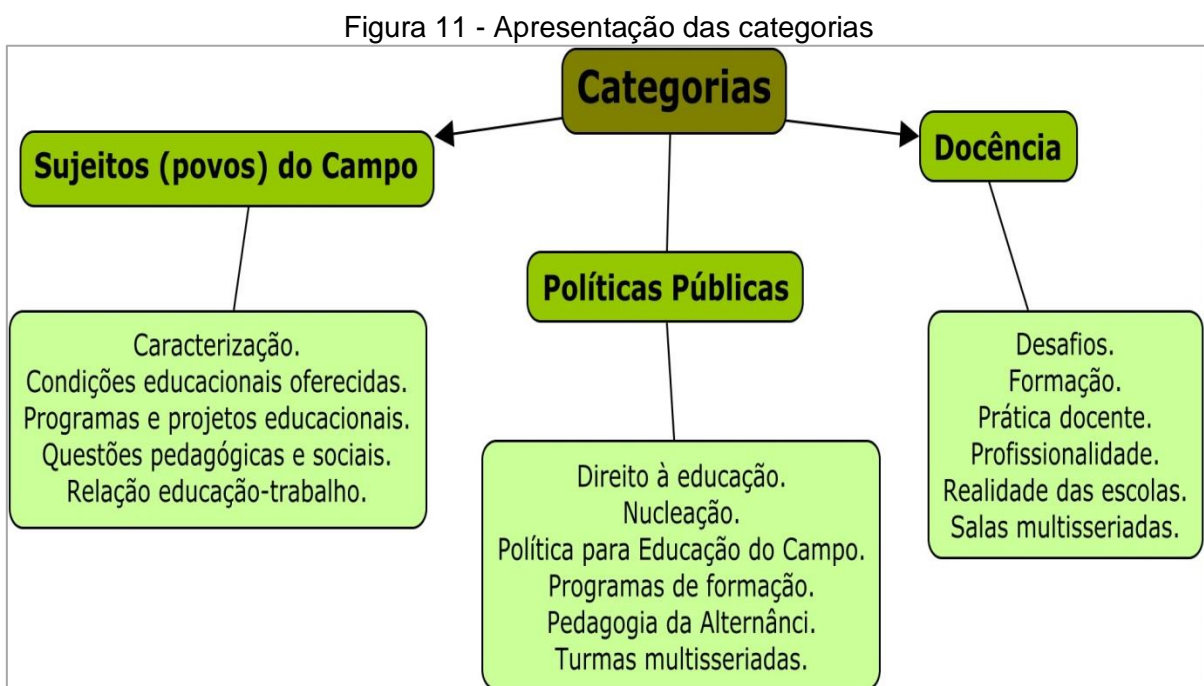 Figura 11 - Apresentação das categorias
Categorias
Sujeitos (povos) do Campo
Caracterização.
Condições educacionais oferecidas.
Programas e projetos educacionais.
Questões pedagógicas e sociais.
Relação educação-trabalho.
Políticas Públicas
Direito à educação.
Nucleação.
Política para Educação do Campo.
Programas de formação.
Pedagogia da Alternânci.
Turmas multisseriadas.
Docência
Desafios.
Formação.
Prática docente.
Profissionalidade.
Realidade das escolas.
Salas multisseriadas.